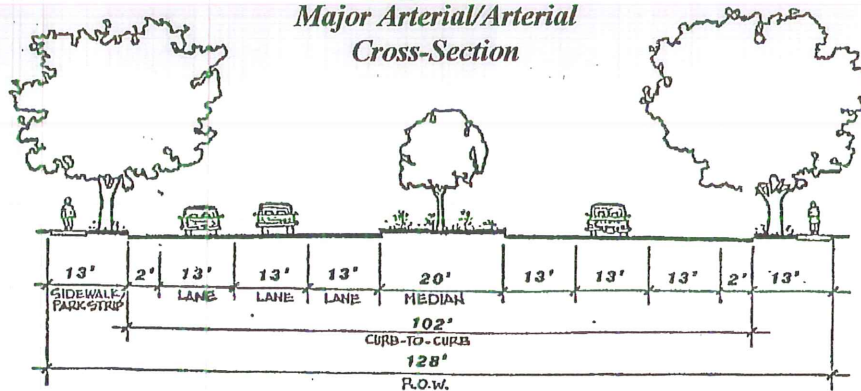 Major Arterial/Arterial
Cross-Section
13' 2' 13' 13' 13' 20' 13' 13' 13' 2' 13'
SIDEWALK/ LANE LANE LANE MEDIAN
PARKSTRIP
102'
CURB-TO-CURB
128'
R.O.W.